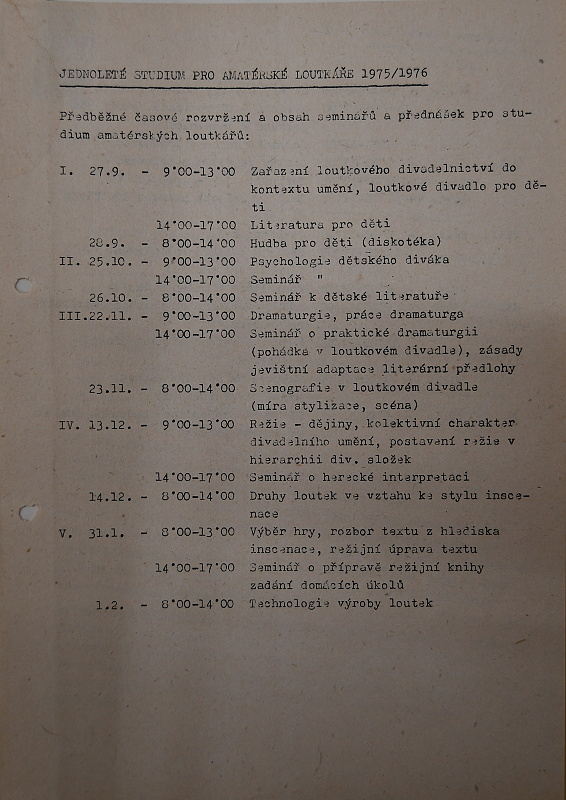 JEDNOLETÉ STUDIUM PRO AMATÉRSKÉ LOUTKÁŘE 1975/1976
Předběžné časové rozvržení a obsah seminářů a přednášek pro stu-
dium amatérských loutkářů:
I. 27.9. - 9°00-13°00 Zařazení loutkového divadelnictví do
kontextu umění, loutkové divadlo pro dě-
ti
14°00-17°00 Literatura pro děti
28.9. - 8°00-14°00 Hudba pro děti (diskotéka)
II. 25.10. - 9°00-13°00 Psychologie dětského diváka
14°00-17°00 Seminář "
26.10. - 8°00-14°00 Seminář k dětské literatuře
III.22.11. - 9°00-13°00 Dramaturgie, práce dramaturga
14°00-17°00 Seminář o praktické dramaturgii
(pohádka v loutkovém divadle), zásady
jevištní adaptace literární předlohy
23.11. - 8°00-14°00 Scenografie v loutkovém divadle
(míra stylizace, scéna)
IV. 13.12. - 9°00-13°00 Režie - dějiny, kolektivní charakter
divadelního umění, postavení režie v
hierarchii div. složek
14°00-17°00 Seminář o herecké interpretaci
14.12. - 8°00-14°00 Druhy loutek ve vztahu ke stylu insce-
nace
V. 31.1. - 8°00-13°00 Výběr hry, rozbor textu z hlediska
inscenace, režijní úprava textu
14°00-17°00 Seminář o přípravě režijní knihy
zadání domácích úkolů
1.2. - 8°00-14°00 Technologie výroby loutek